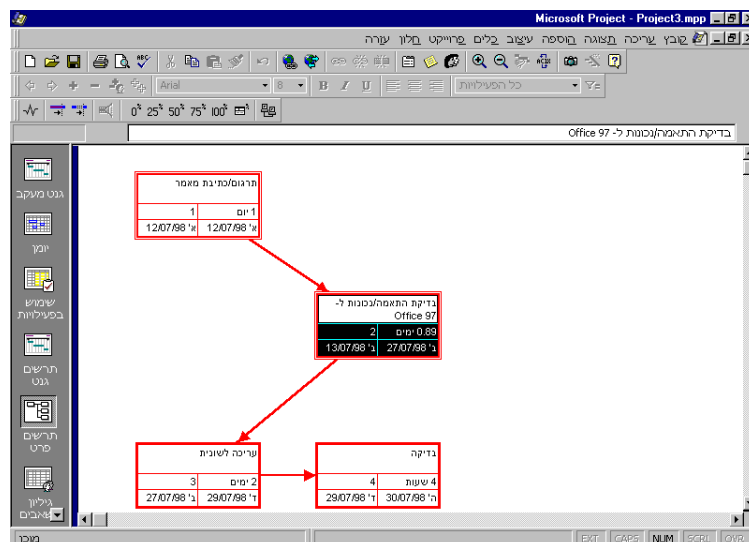 Microsoft Project - Project3.mpp
קובץ עריכה תצוגה הוספה עיצוב כלים פרוייקט חלון עזרה
Arial 8 B I U כל הפעילויות
0% 25% 50% 75% 100%
בדיקת התאמה/נכונות ל- Office 97
גנט מעקב
יומן
שימוש
בפעילויות
תרשים
גנט
תרשים
פרט
גיליון
משאבים
תרגום/כתיבת מאמר
1 יום 1
א' 12/07/98 א' 12/07/98
בדיקת התאמה/נכונות ל-
Office 97
0.89 ימים 2
ב' 27/07/98 ב' 13/07/98
עריכה לשונית
2 ימים 3
ד' 29/07/98 ב' 27/07/98
בדיקה
4 שעות 4
ה' 30/07/98 ד' 29/07/98
מוכן
EXT CAPS NUM SCRL OVR